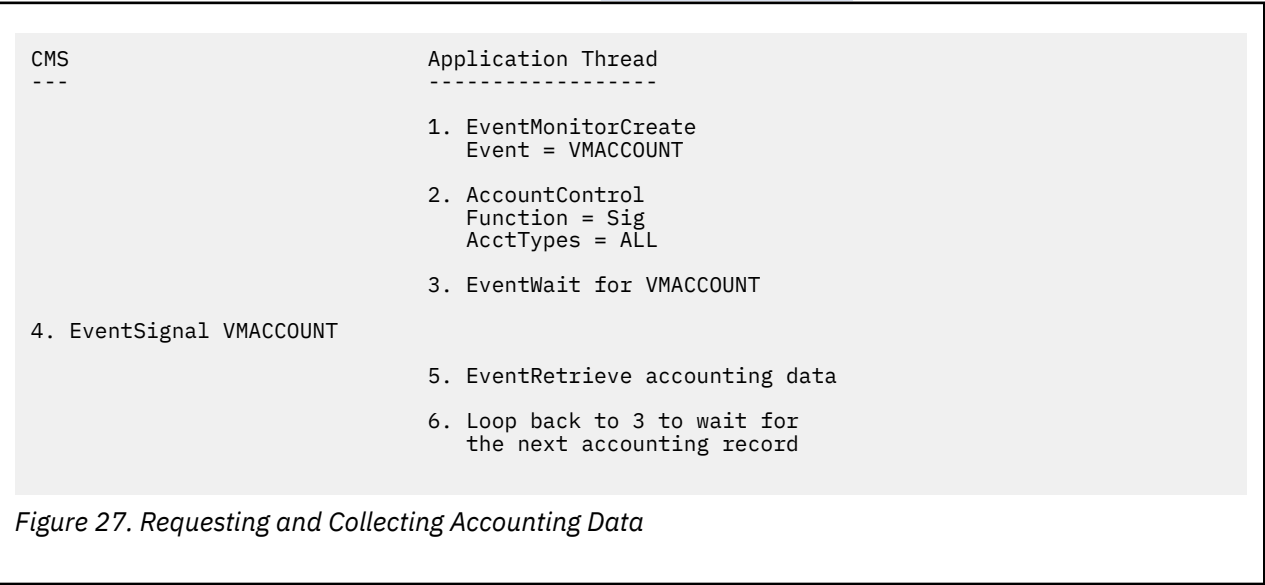 CMS Application Thread
--- ------------------
1. EventMonitorCreate
Event = VMACCOUNT
2. AccountControl
Function = Sig
AcctTypes = ALL
3. EventWait for VMACCOUNT
4. EventSignal VMACCOUNT
5. EventRetrieve accounting data
6. Loop back to 3 to wait for
the next accounting record
Figure 27. Requesting and Collecting Accounting Data